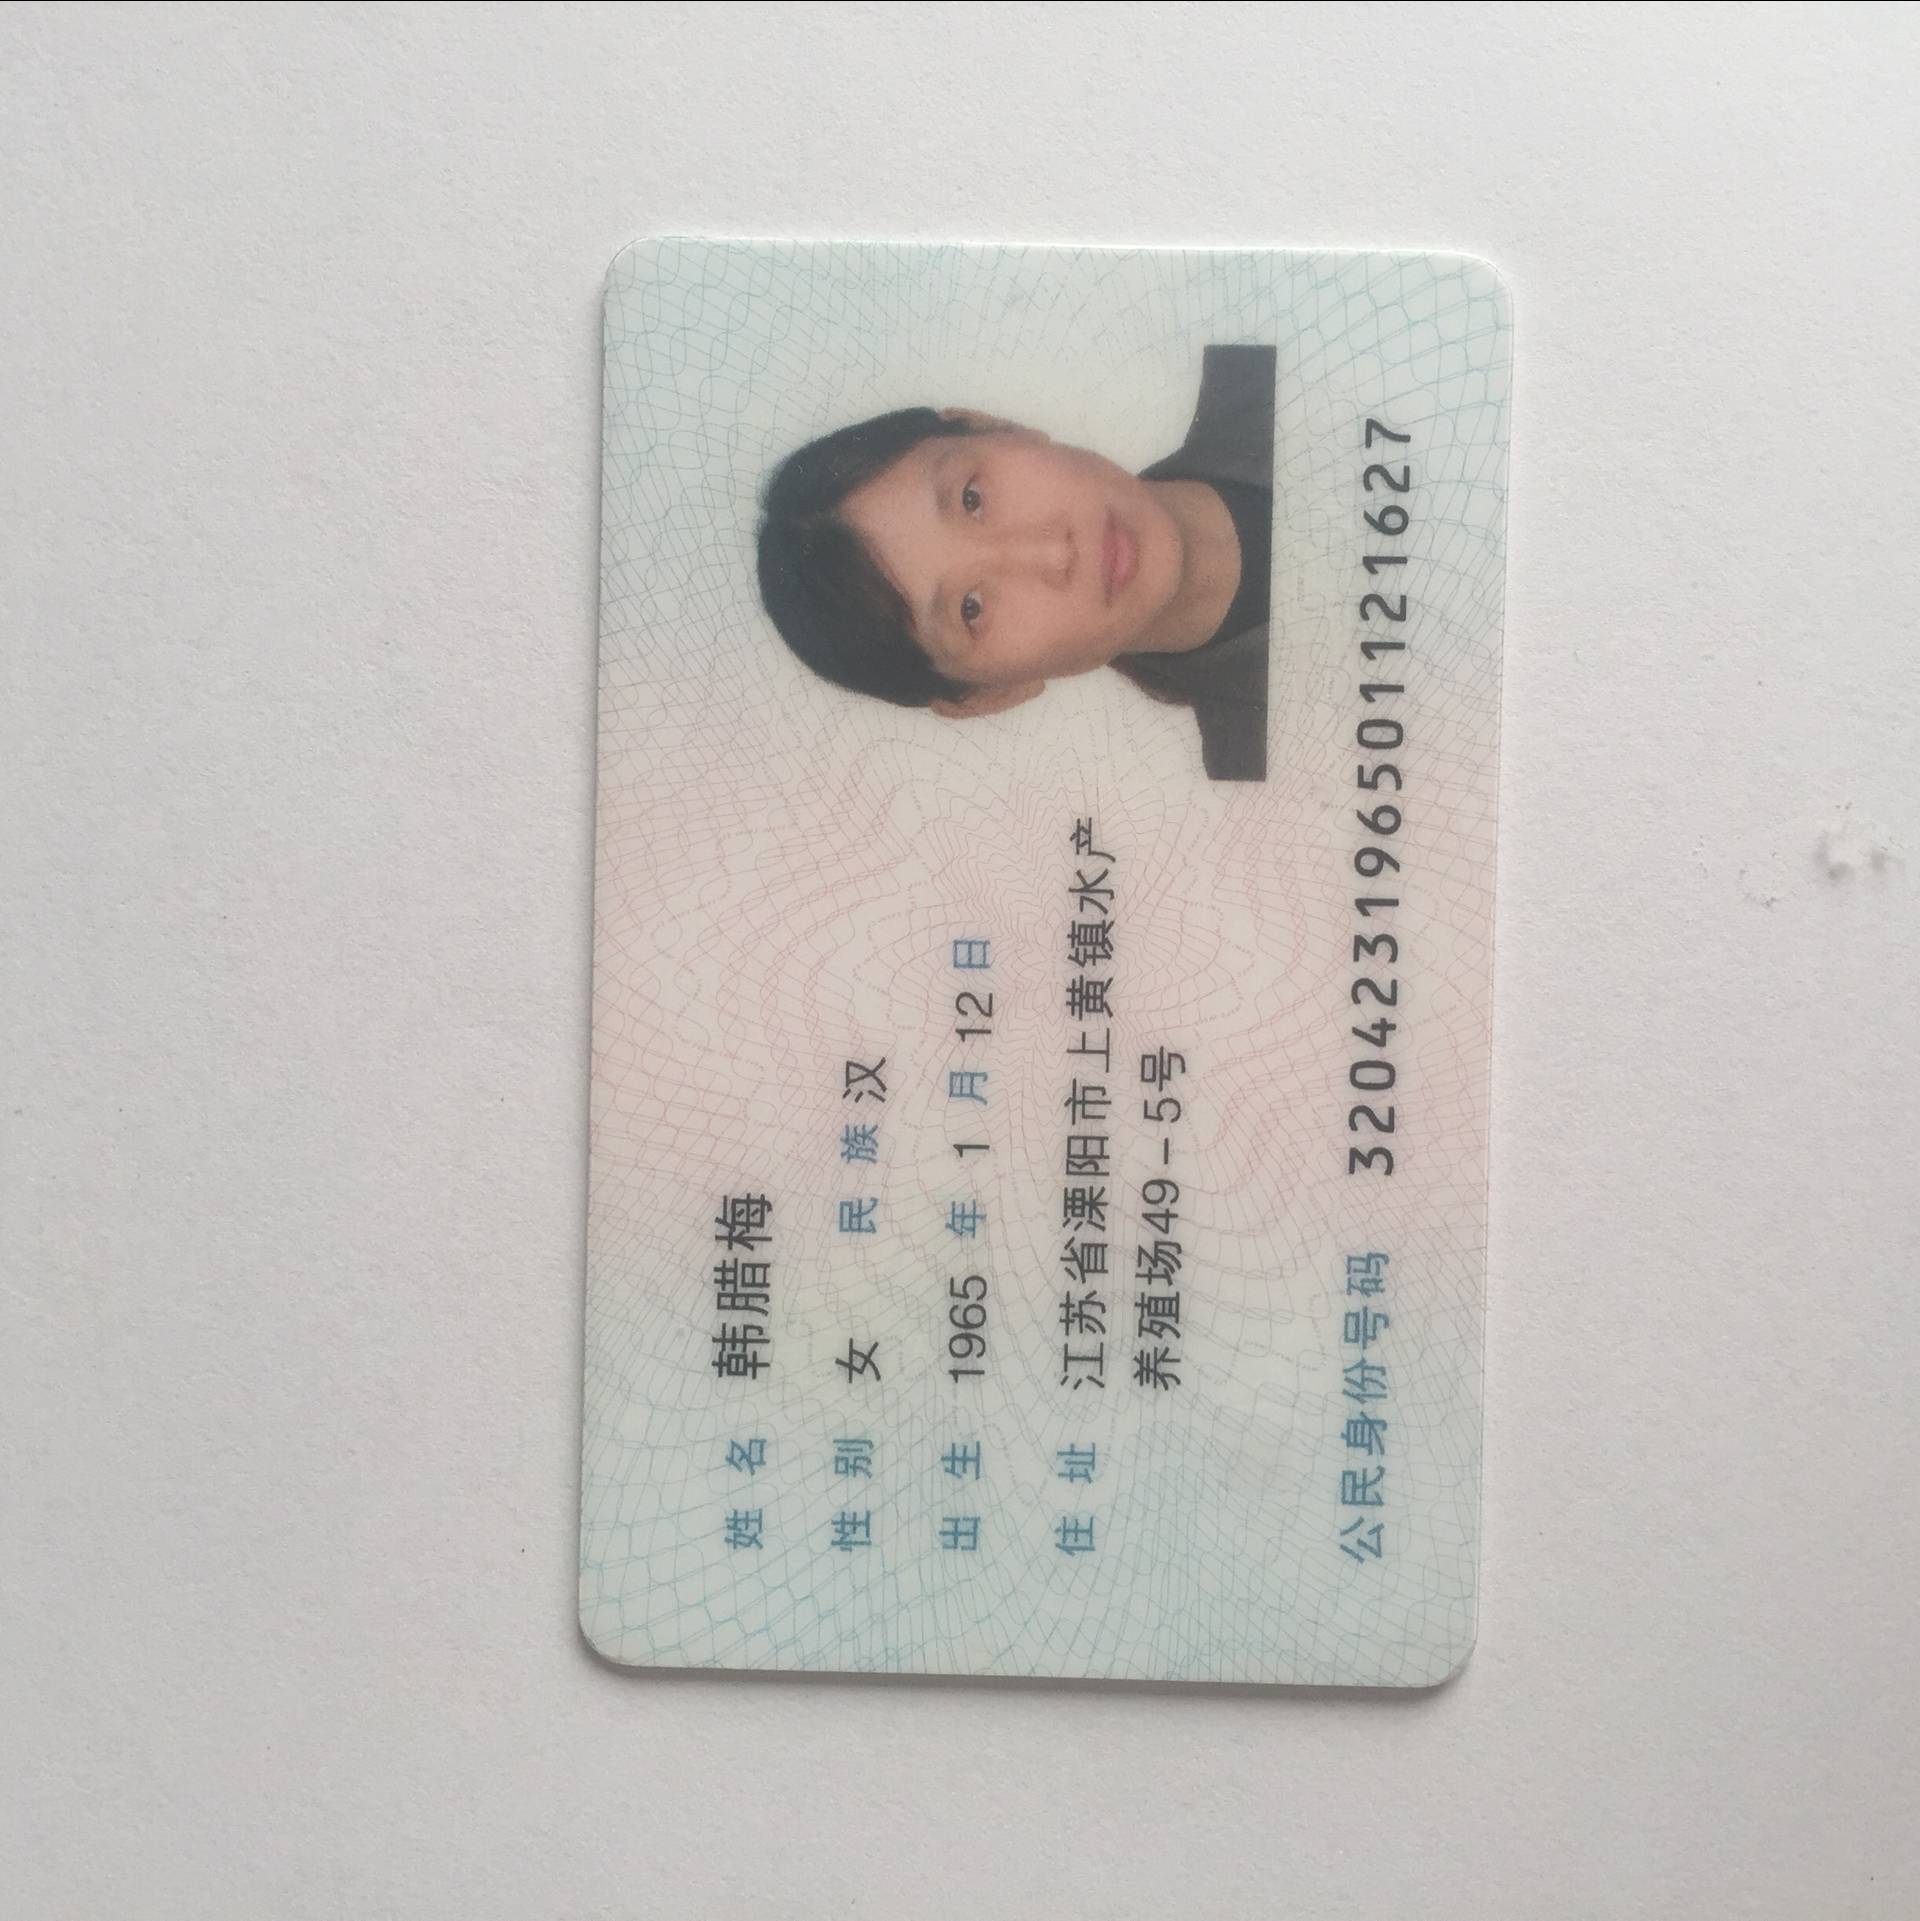 姓名 韩腊梅
性别 女 民族 汉
出生 1965 年 1 月 12 日
住址 江苏省溧阳市上黄镇水产
养殖场49-5号
公民身份号码 320423196501121627